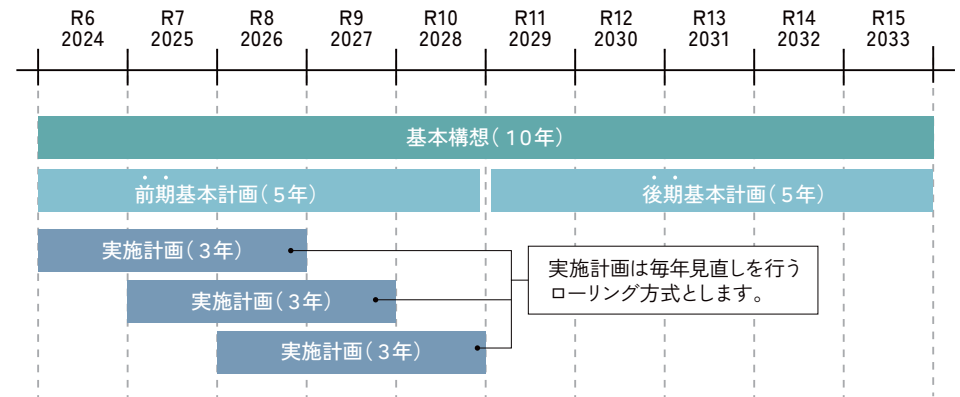 R6 R7 R8 R9 R10 R11 R12 R13 R14 R15
2024 2025 2026 2027 2028 2029 2030 2031 2032 2033
基本構想(10年)
前期基本計画(5年) 後期基本計画(5年)
実施計画(3年)
実施計画(3年)
実施計画(3年)
実施計画は毎年見直しを行う
ローリング方式とします。